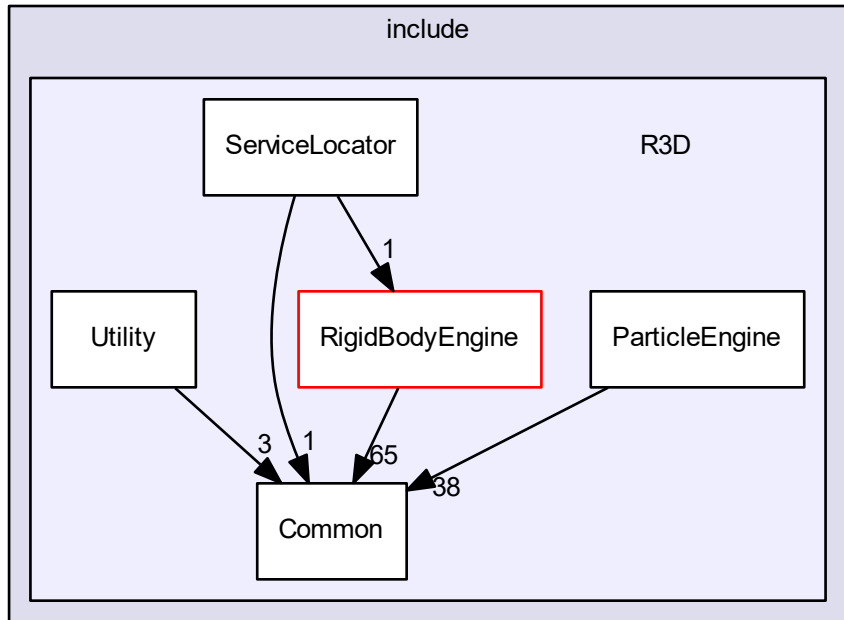 include
ServiceLocator
R3D
1
Utility
RigidBodyEngine
ParticleEngine
3
1
65
38
Common